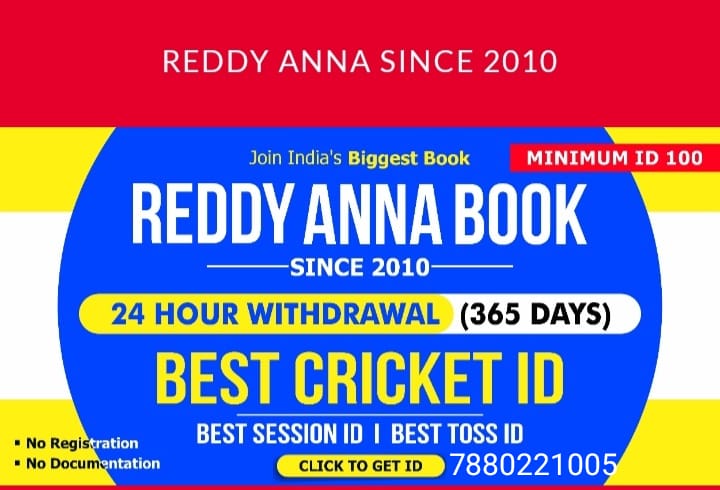 REDDY ANNA SINCE 2010
Join India's Biggest Book
MINIMUM ID 100
REDDY ANNA BOOK
SINCE 2010
24 HOUR WITHDRAWAL (365 DAYS)
BEST CRICKET ID
BEST SESSION ID I BEST TOSS ID
▪ No Registration
▪ No Documentation
CLICK TO GET ID 7880221005